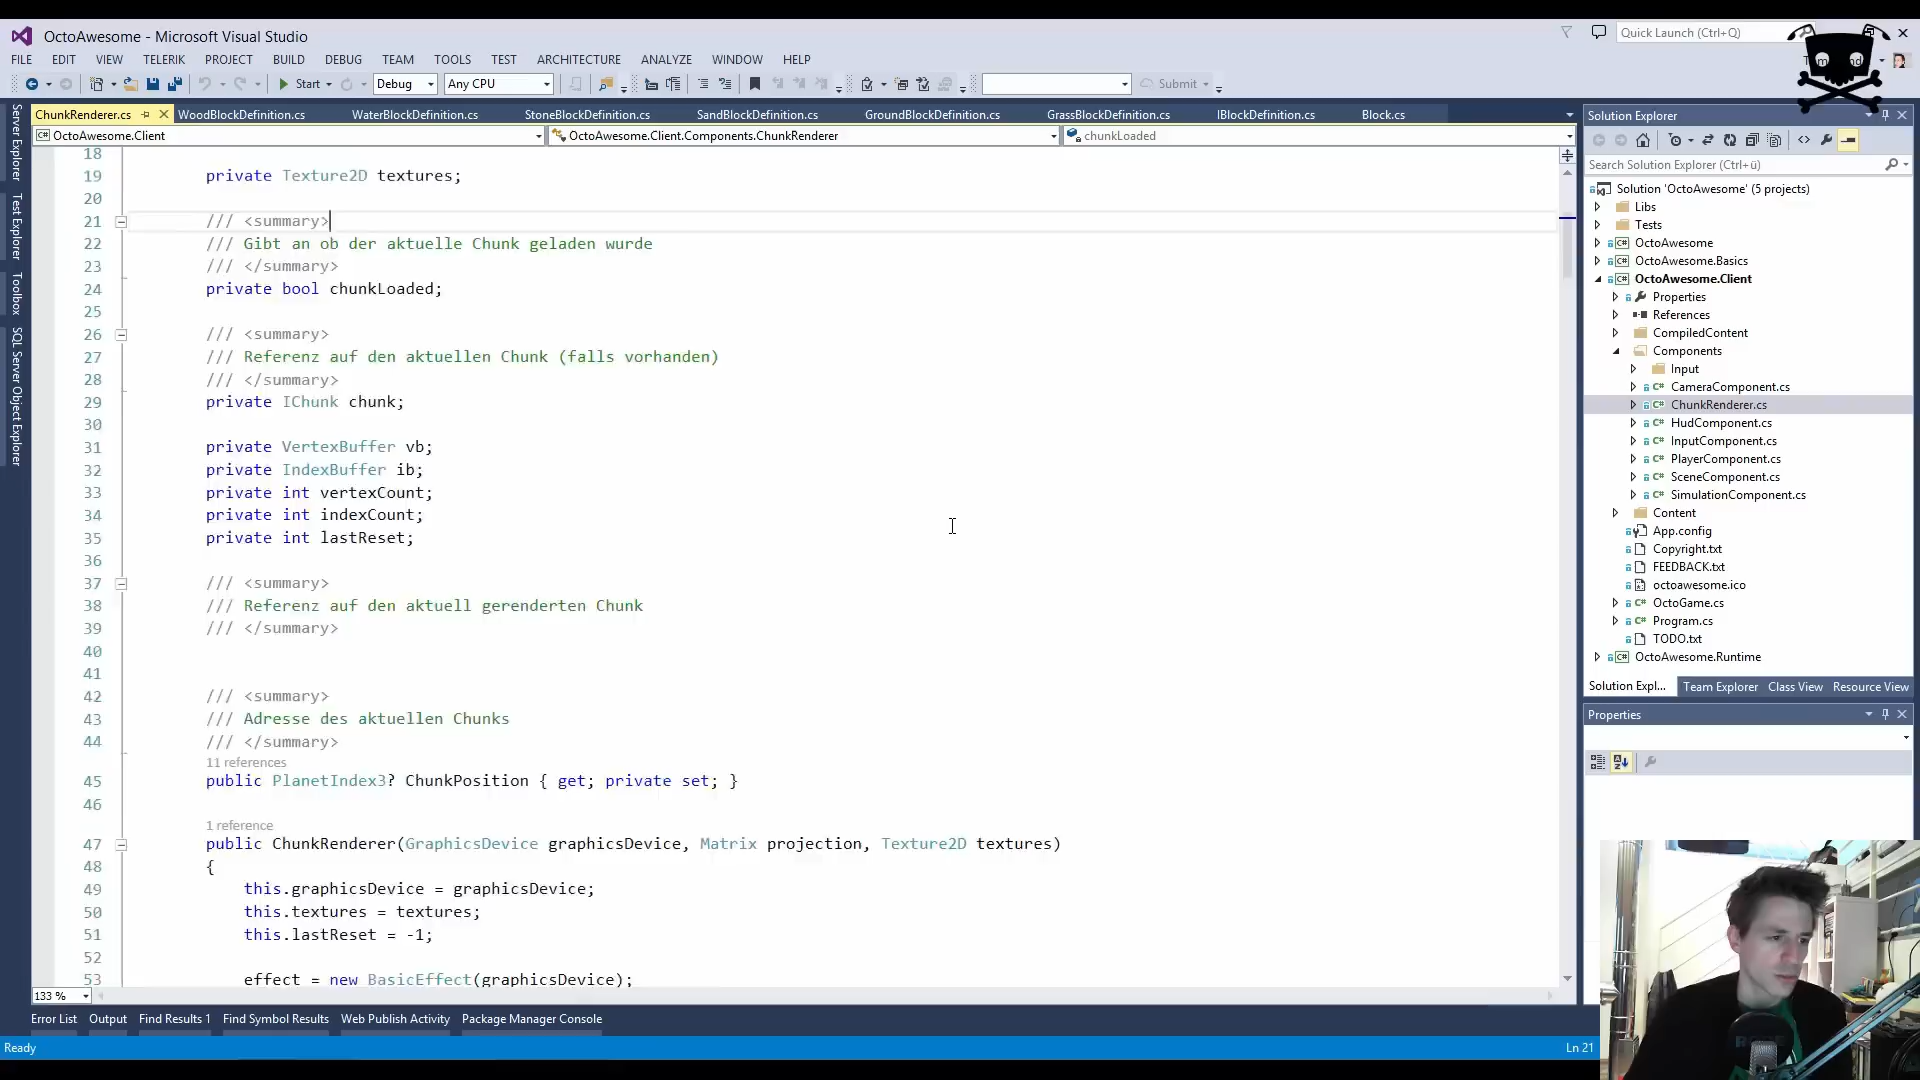 OctoAwesome - Microsoft Visual Studio
Quick Launch (Ctrl+Q)
FILE EDIT VIEW TELERIK PROJECT BUILD DEBUG TEAM TOOLS TEST ARCHITECTURE ANALYZE WINDOW HELP
Start Debug Any CPU Submit
ChunkRenderer.cs WoodBlockDefinition.cs WaterBlockDefinition.cs StoneBlockDefinition.cs SandBlockDefinition.cs GroundBlockDefinition.cs GrassBlockDefinition.cs IBlockDefinition.cs Block.cs
OctoAwesome.Client OctoAwesome.Client.Components.ChunkRenderer chunkLoaded
Server Explorer
Test Explorer
Toolbox
SQL Server Object Explorer
18
19 private Texture2D textures;
20
21 /// <summary>
22 /// Gibt an ob der aktuelle Chunk geladen wurde
23 /// </summary>
24 private bool chunkLoaded;
25
26 /// <summary>
27 /// Referenz auf den aktuellen Chunk (falls vorhanden)
28 /// </summary>
29 private IChunk chunk;
30
31 private VertexBuffer vb;
32 private IndexBuffer ib;
33 private int vertexCount;
34 private int indexCount;
35 private int lastReset;
36
37 /// <summary>
38 /// Referenz auf den aktuell gerenderten Chunk
39 /// </summary>
40
41
42 /// <summary>
43 /// Adresse des aktuellen Chunks
44 /// </summary>
11 references
45 public PlanetIndex3? ChunkPosition { get; private set; }
46
1 reference
47 public ChunkRenderer(GraphicsDevice graphicsDevice, Matrix projection, Texture2D textures)
48 {
49 this.graphicsDevice = graphicsDevice;
50 this.textures = textures;
51 this.lastReset = -1;
52
53 effect = new BasicEffect(graphicsDevice);
133 %
Error List Output Find Results 1 Find Symbol Results Web Publish Activity Package Manager Console
Ready
Ln 21
Solution Explorer
Search Solution Explorer (Ctrl+ü)
Solution 'OctoAwesome' (5 projects)
Libs
Tests
OctoAwesome
OctoAwesome.Basics
OctoAwesome.Client
Properties
References
CompiledContent
Components
Input
CameraComponent.cs
ChunkRenderer.cs
HudComponent.cs
InputComponent.cs
PlayerComponent.cs
SceneComponent.cs
SimulationComponent.cs
Content
App.config
Copyright.txt
FEEDBACK.txt
octoawesome.ico
OctoGame.cs
Program.cs
TODO.txt
OctoAwesome.Runtime
Solution Expl... Team Explorer Class View Resource View
Properties